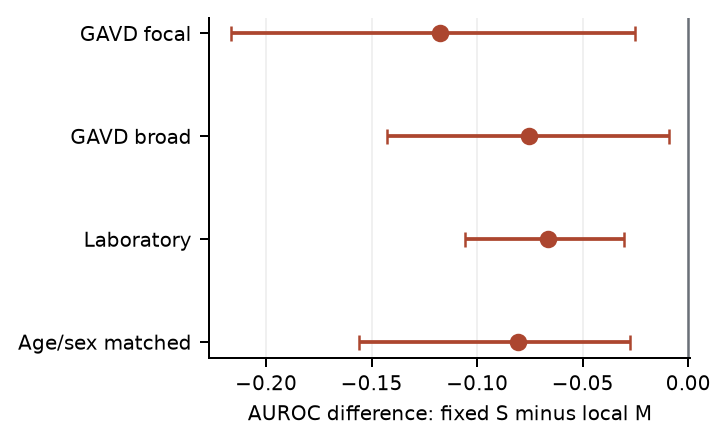 GAVD focal
GAVD broad
Laboratory
Age/sex matched
−0.20 −0.15 −0.10 −0.05 0.00
AUROC difference: fixed S minus local M